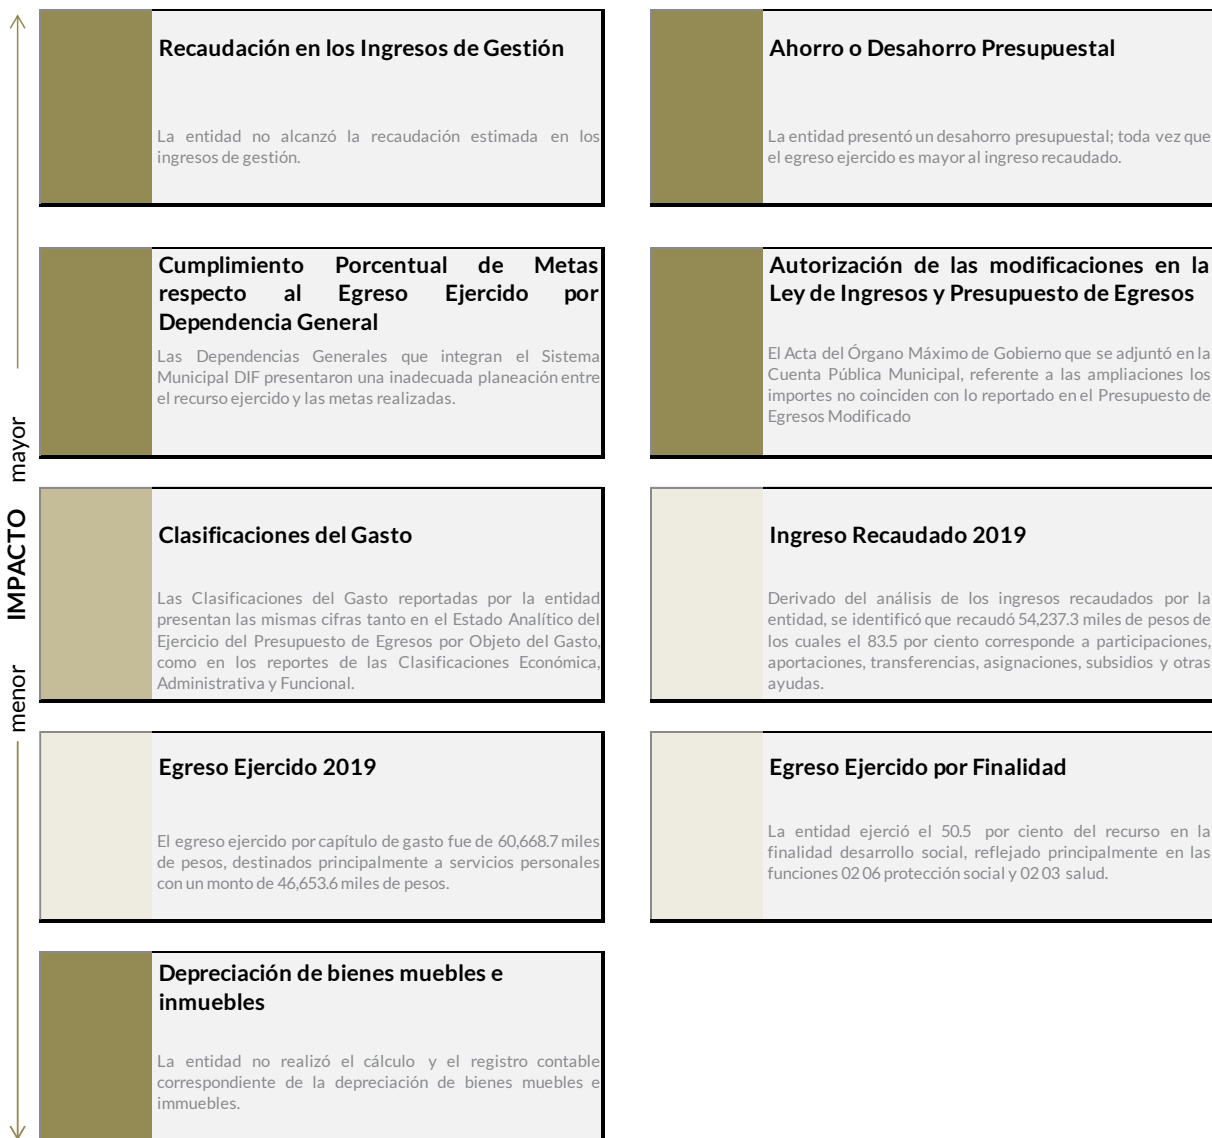 Recaudación en los Ingresos de Gestión
La entidad no alcanzó la recaudación estimada en los
ingresos de gestión.
Ahorro o Desahorro Presupuestal
La entidad presentó un desahorro presupuestal; toda vez que
el egreso ejercido es mayor al ingreso recaudado.
Cumplimiento Porcentual de Metas
respecto al Egreso Ejercido por
Dependencia General
Las Dependencias Generales que integran el Sistema
Municipal DIF presentaron una inadecuada planeación entre
el recurso ejercido y las metas realizadas.
Autorización de las modificaciones en la
Ley de Ingresos y Presupuesto de Egresos
El Acta del Órgano Máximo de Gobierno que se adjuntó en la
Cuenta Pública Municipal, referente a las ampliaciones los
importes no coinciden con lo reportado en el Presupuesto de
Egresos Modificado
menor IMPACTO mayor
Clasificaciones del Gasto
Las Clasificaciones del Gasto reportadas por la entidad
presentan las mismas cifras tanto en el Estado Analítico del
Ejercicio del Presupuesto de Egresos por Objeto del Gasto,
como en los reportes de las Clasificaciones Económica,
Administrativa y Funcional.
Ingreso Recaudado 2019
Derivado del análisis de los ingresos recaudados por la
entidad, se identificó que recaudó 54,237.3 miles de pesos de
los cuales el 83.5 por ciento corresponde a participaciones,
aportaciones, transferencias, asignaciones, subsidios y otras
ayudas.
Egreso Ejercido 2019
El egreso ejercido por capítulo de gasto fue de 60,668.7 miles
de pesos, destinados principalmente a servicios personales
con un monto de 46,653.6 miles de pesos.
Egreso Ejercido por Finalidad
La entidad ejerció el 50.5 por ciento del recurso en la
finalidad desarrollo social, reflejado principalmente en las
funciones 02 06 protección social y 02 03 salud.
Depreciación de bienes muebles e
inmuebles
La entidad no realizó el cálculo y el registro contable
correspondiente de la depreciación de bienes muebles e
immuebles.